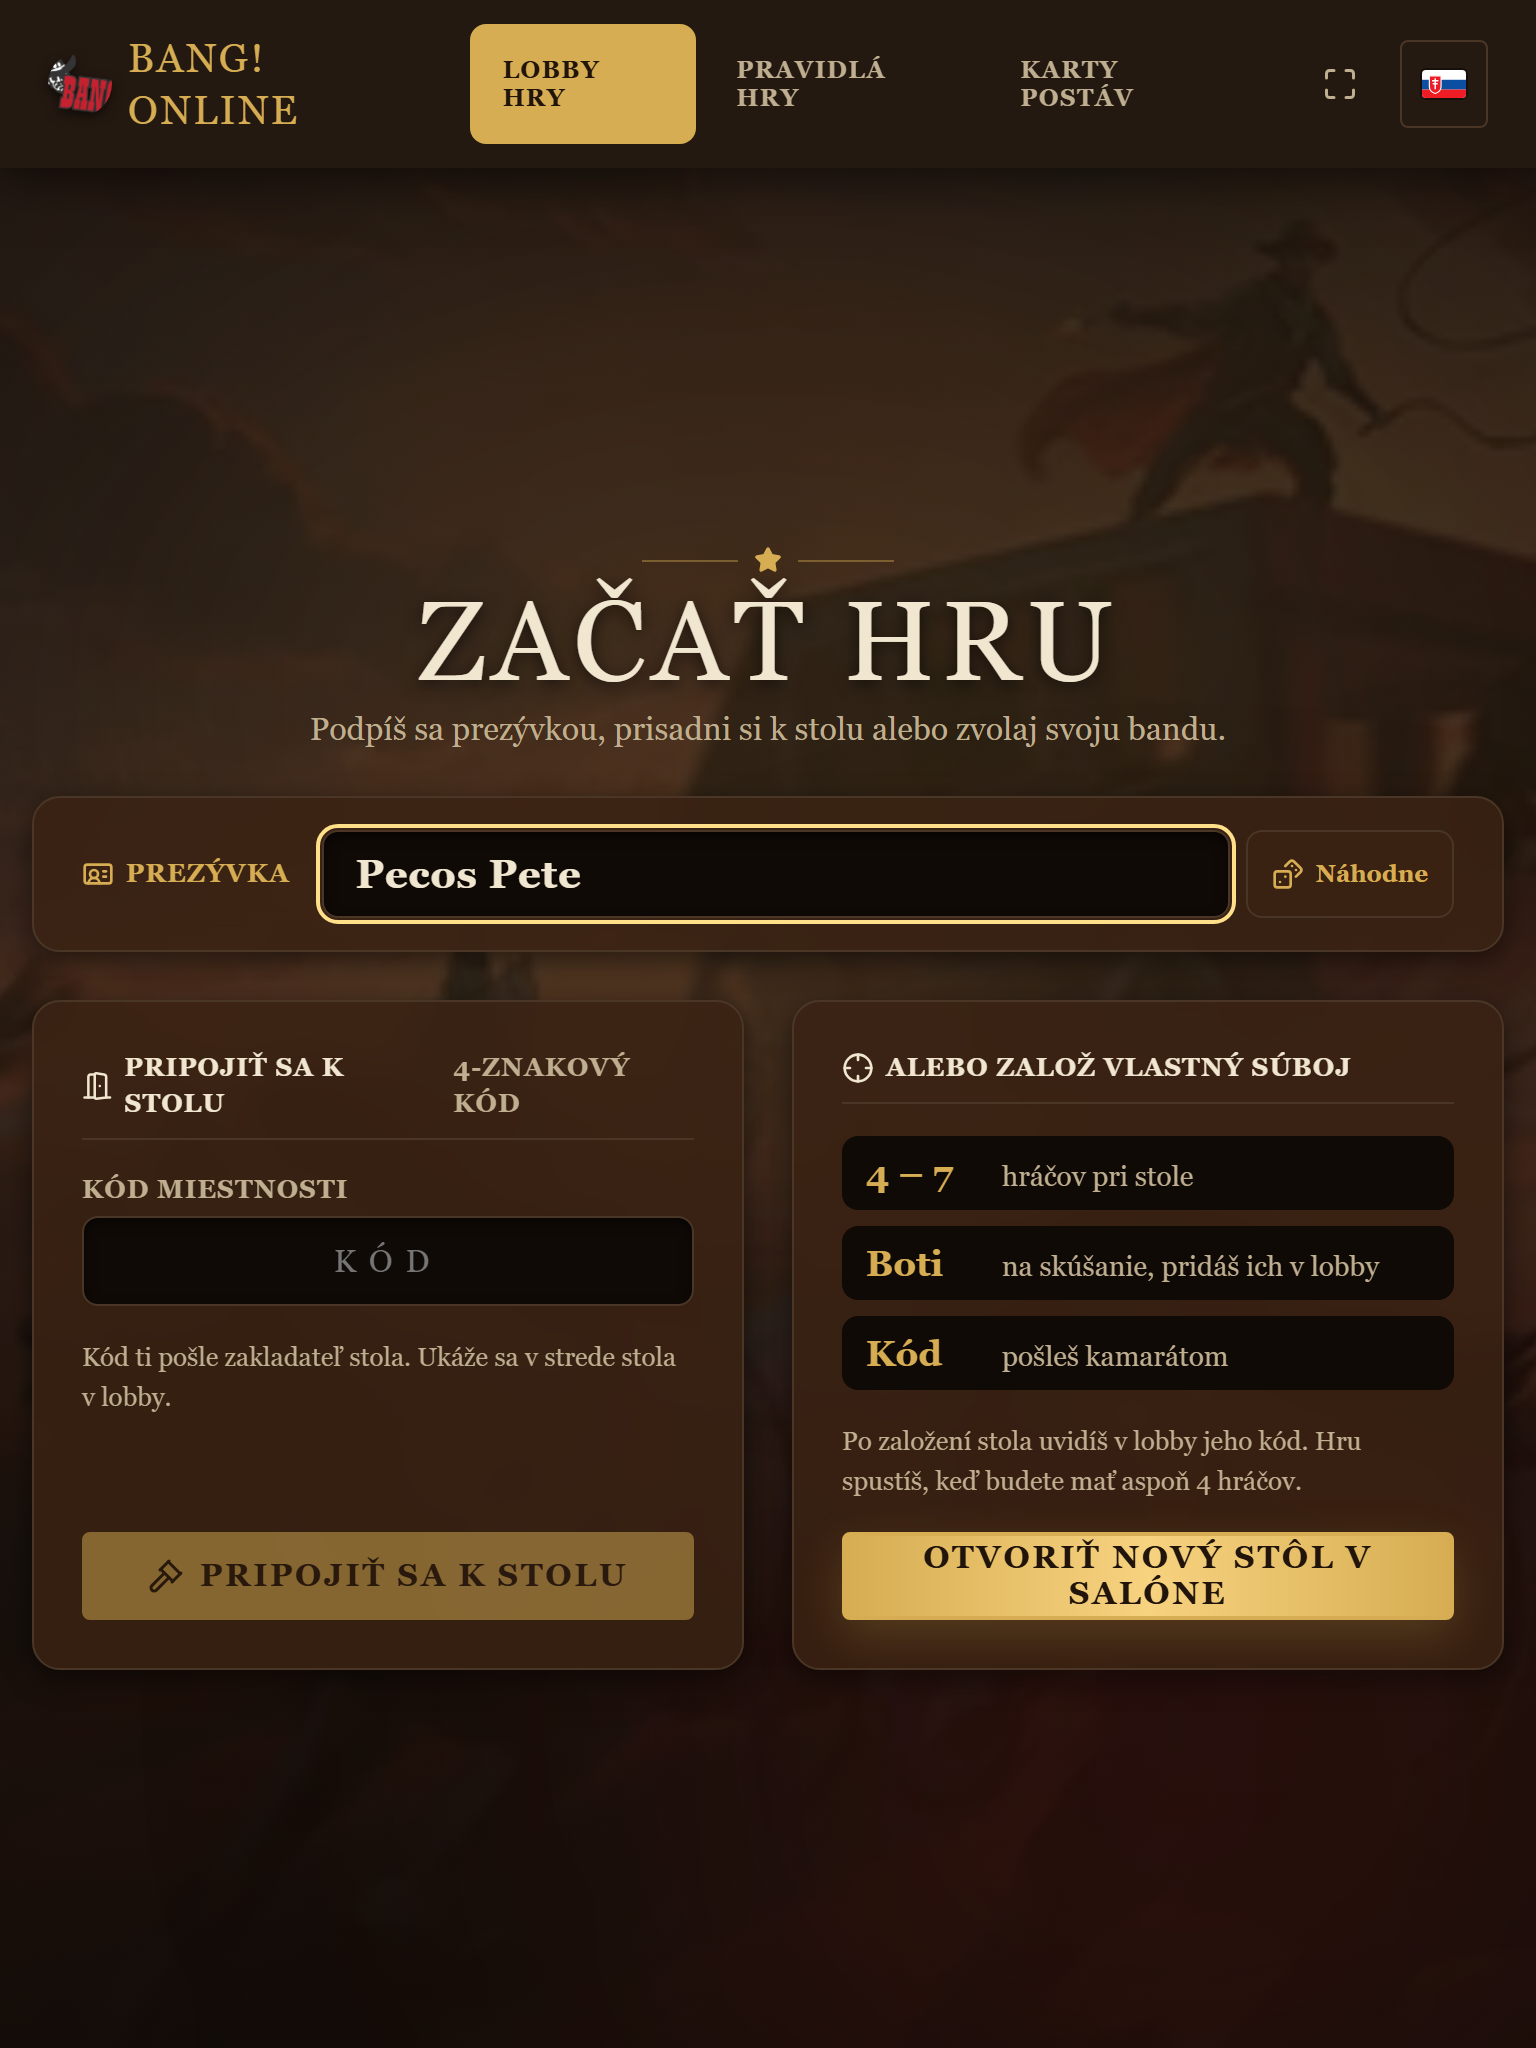 BANG!
ONLINE
LOBBY
HRY
PRAVIDLÁ
HRY
KARTY
POSTÁV
ZAČAŤ HRU
Podpíš sa prezývkou, prisadni si k stolu alebo zvolaj svoju bandu.
PREZÝVKA
Pecos Pete
Náhodne
PRIPOJIŤ SA K
STOLU
4-ZNAKOVÝ
KÓD
KÓD MIESTNOSTI
KÓD
Kód ti pošle zakladateľ stola. Ukáže sa v strede stola
v lobby.
PRIPOJIŤ SA K STOLU
ALEBO ZALOŽ VLASTNÝ SÚBOJ
4 – 7 hráčov pri stole
Boti na skúšanie, pridáš ich v lobby
Kód pošleš kamarátom
Po založení stola uvidíš v lobby jeho kód. Hru
spustíš, keď budete mať aspoň 4 hráčov.
OTVORIŤ NOVÝ STÔL V
SALÓNE